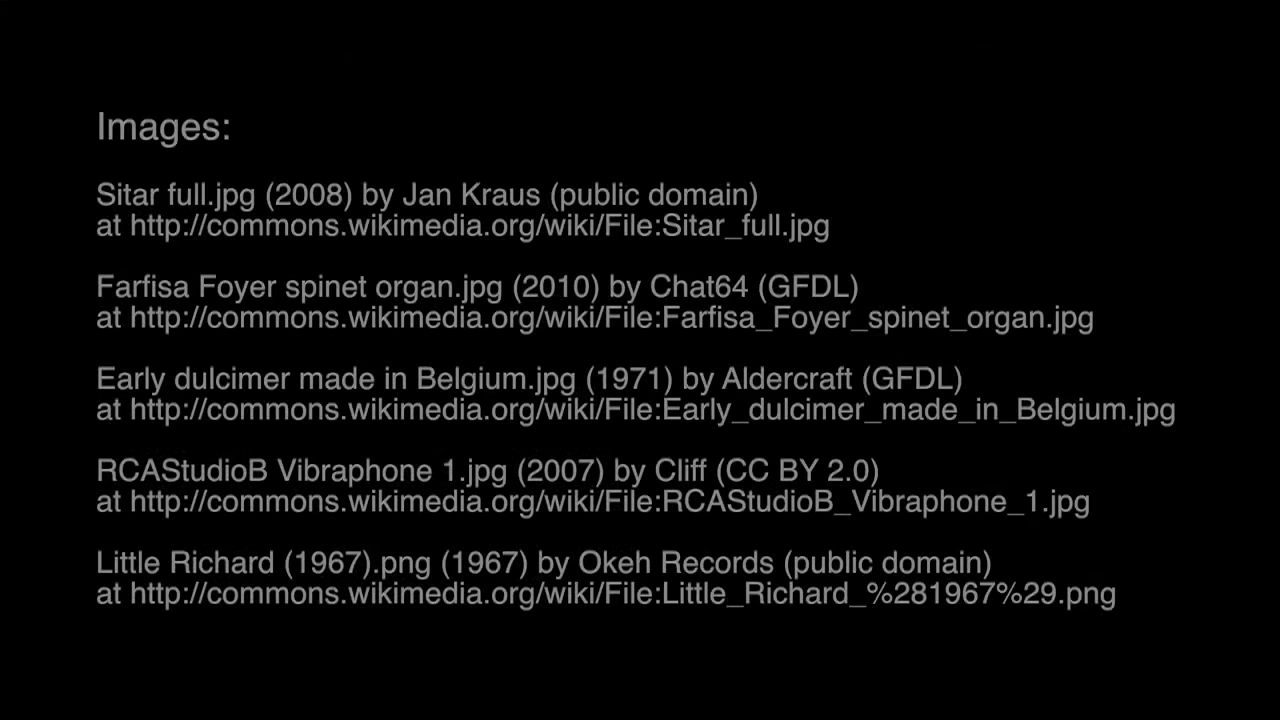 Images:
Sitar full.jpg (2008) by Jan Kraus (public domain)
at http://commons.wikimedia.org/wiki/File:Sitar_full.jpg
Farfisa Foyer spinet organ.jpg (2010) by Chat64 (GFDL)
at http://commons.wikimedia.org/wiki/File:Farfisa_Foyer_spinet_organ.jpg
Early dulcimer made in Belgium.jpg (1971) by Aldercraft (GFDL)
at http://commons.wikimedia.org/wiki/File:Early_dulcimer_made_in_Belgium.jpg
RCAStudioB Vibraphone 1.jpg (2007) by Cliff (CC BY 2.0)
at http://commons.wikimedia.org/wiki/File:RCAStudioB_Vibraphone_1.jpg
Little Richard (1967).png (1967) by Okeh Records (public domain)
at http://commons.wikimedia.org/wiki/File:Little_Richard_%281967%29.png